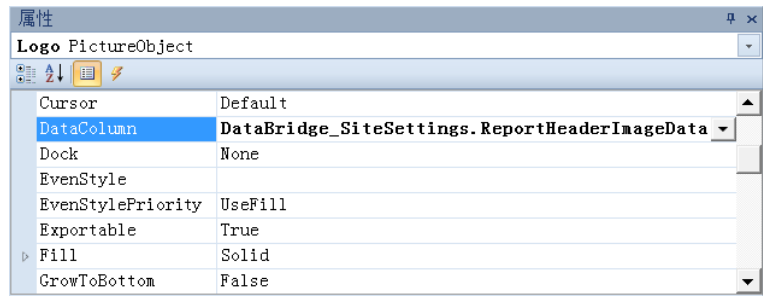 属性
Logo PictureObject
Cursor Default
DataColumn DataBridge_SiteSettings.ReportHeaderImageData
Dock None
EvenStyle
EvenStylePriority UseFill
Exportable True
Fill Solid
GrowToBottom False